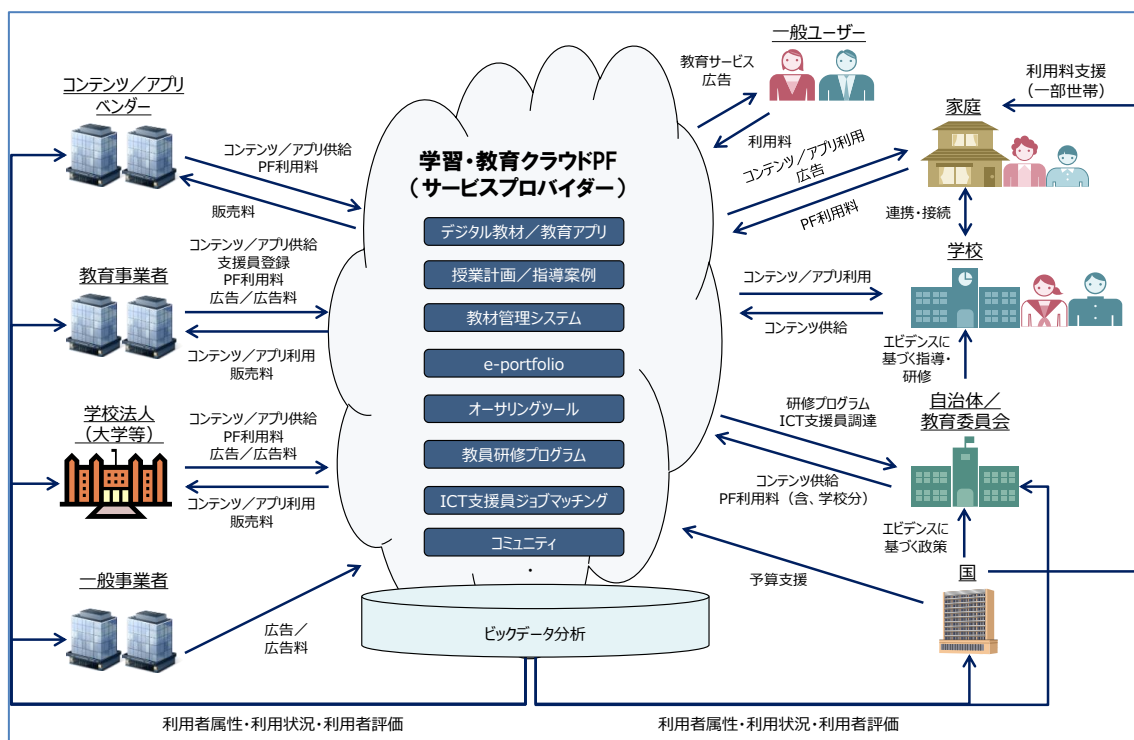 コンテンツ／アプリ
ベンダー
コンテンツ／アプリ供給
PF利用料
販売料
教育事業者
コンテンツ／アプリ供給
支援員登録
PF利用料
広告／広告料
コンテンツ／アプリ利用
販売料
学校法人
（大学等）
コンテンツ／アプリ供給
PF利用料
広告／広告料
コンテンツ／アプリ利用
販売料
一般事業者
広告／
広告料
学習・教育クラウドPF
（サービスプロバイダー）
デジタル教材／教育アプリ
授業計画／指導案例
教材管理システム
e-portfolio
オーサリングツール
教員研修プログラム
ICT支援員ジョブマッチング
コミュニティ
・
ビックデータ分析
一般ユーザー
教育サービス
広告
利用料
コンテンツ／アプリ利用
広告
PF利用料
利用料支援
（一部世帯）
家庭
連携・接続
学校
コンテンツ／アプリ利用
コンテンツ供給
エビデンスに
基づく指導・
研修
自治体／
教育委員会
研修プログラム
ICT支援員調達
コンテンツ供給
PF利用料（含、学校分）
エビデンスに
基づく政策
国
予算支援
利用者属性・利用状況・利用者評価
利用者属性・利用状況・利用者評価